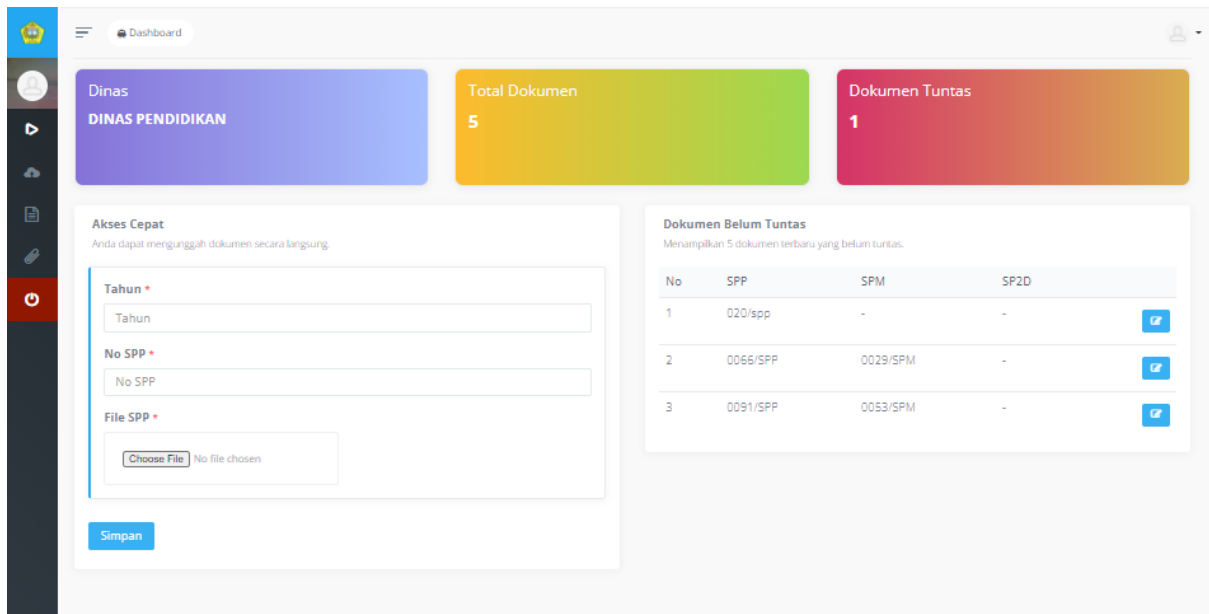 Dashboard
Dinas
DINAS PENDIDIKAN
Total Dokumen
5
Dokumen Tuntas
1
Akses Cepat
Anda dapat mengunggah dokumen secara langsung.
Tahun *
Tahun
No SPP *
No SPP
File SPP *
Choose File No file chosen
Simpan
Dokumen Belum Tuntas
Menampilkan 5 dokumen terbaru yang belum tuntas.
No SPP SPM SP2D
1 020/spp - -
2 0066/SPP 0029/SPM -
3 0091/SPP 0053/SPM -